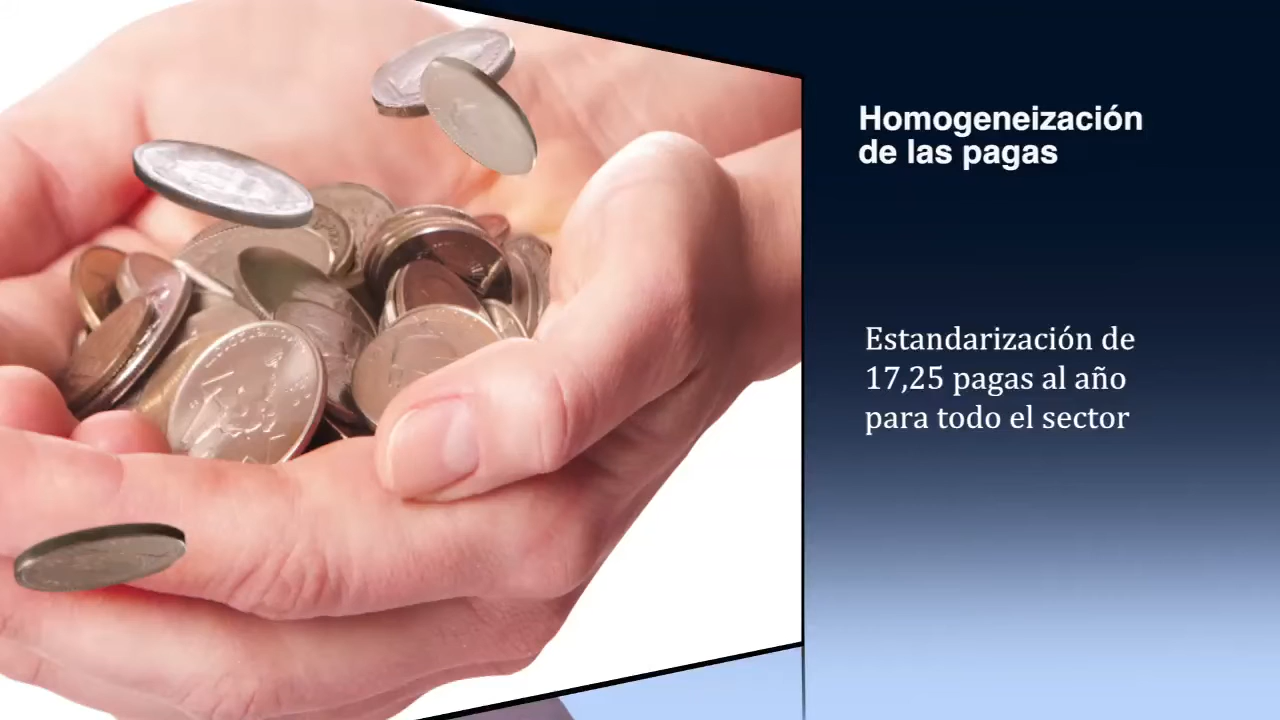 Homogeneización
de las pagas
Estandarización de
17,25 pagas al año
para todo el sector